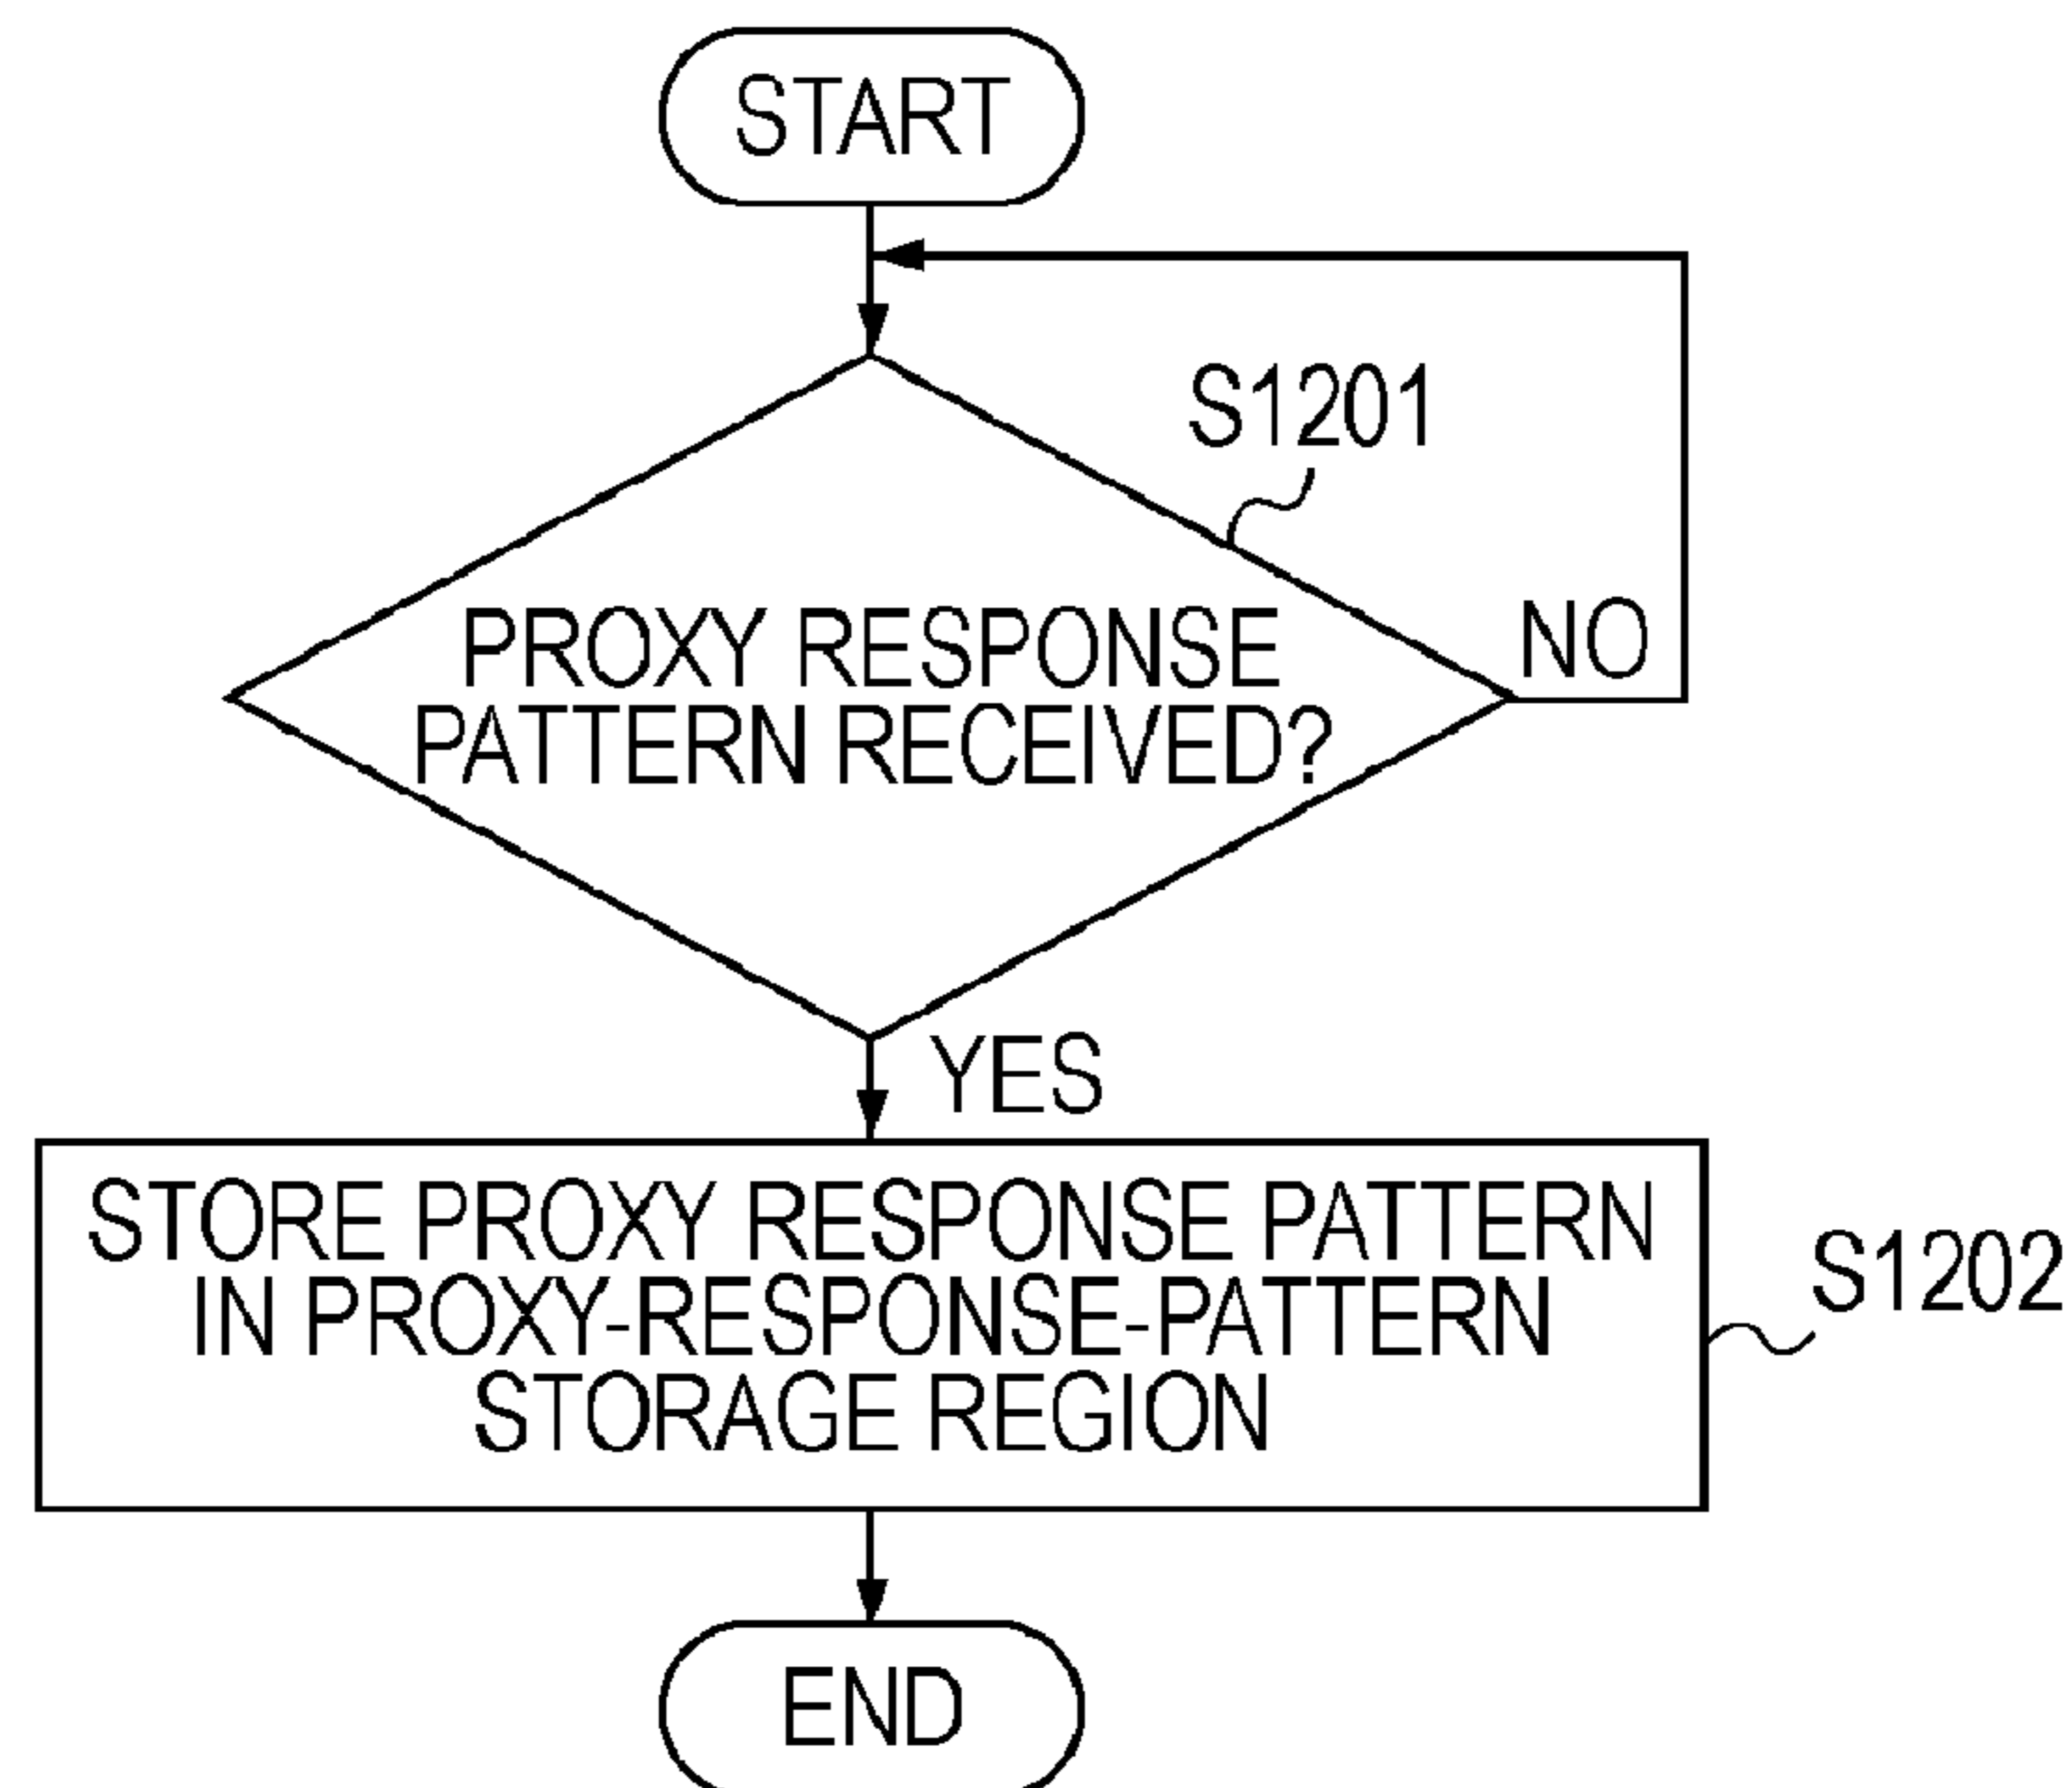 START
S1201
PROXY RESPONSE
PATTERN RECEIVED?
NO
YES
STORE PROXY RESPONSE PATTERN
IN PROXY-RESPONSE-PATTERN
STORAGE REGION
S1202
END